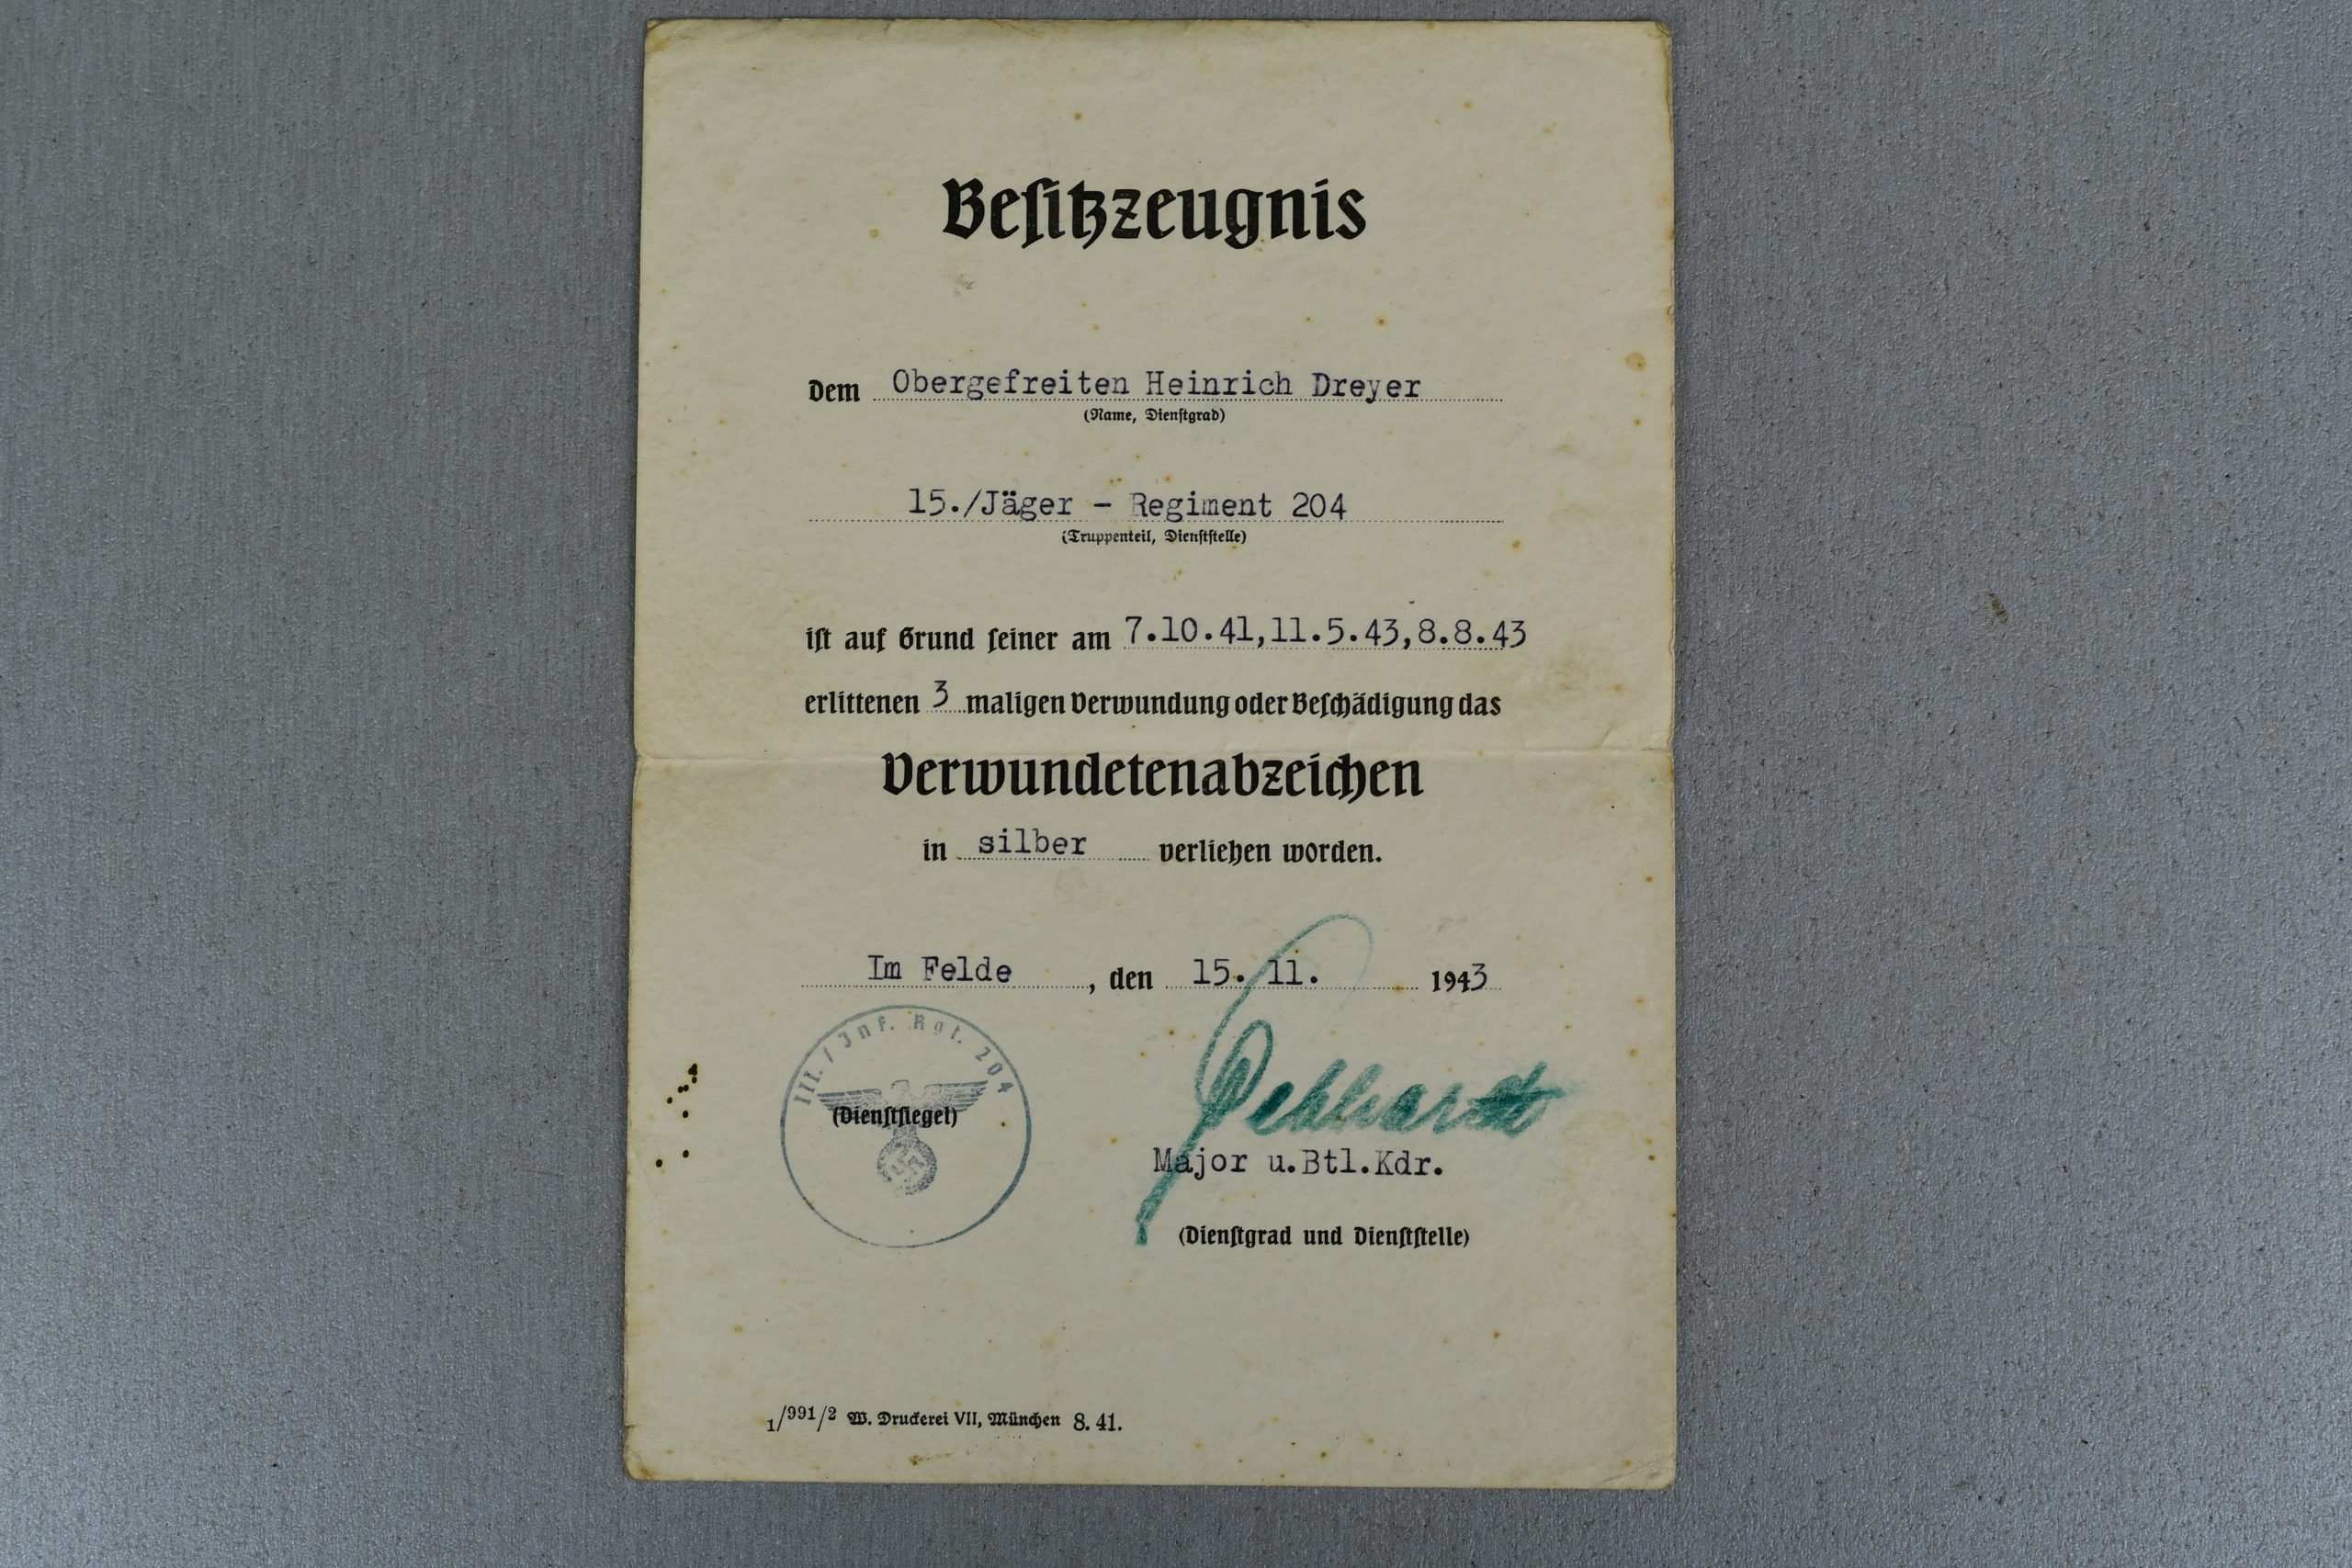 Besitzzeugnis
Dem Obergefreiten Heinrich Dreyer
(Name, Dienstgrad)
15./Jäger - Regiment 204
(Truppenteil, Dienststelle)
ist auf Grund seiner am 7.10.41,11.5.43,8.8.43
erlittenen 3 maligen Verwundung oder Beschädigung das
Verwundetenabzeichen
in silber verliehen worden.
Im Felde, den 15. 11. 1943
III./Inf. Rgt. 204
(Dienstsiegel)
Major u.Btl.Kdr.
(Dienstgrad und Dienststelle)
1/991/2 W. Druckerei VII, München 8. 41.